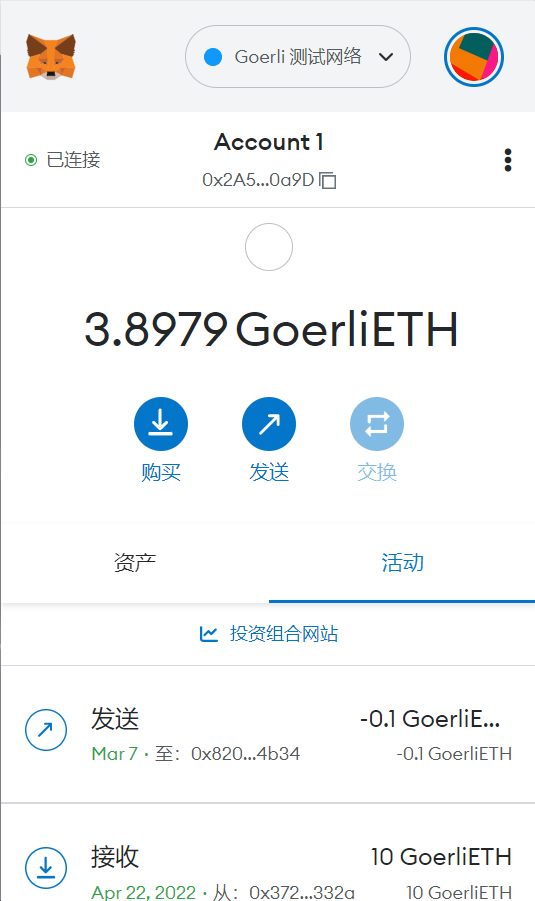 Goerli 测试网络
已连接
Account 1
0x2A5...0a9D
3.8979 GoerliETH
购买 发送 交换
资产 活动
投资组合网站
发送 -0.1 GoerliE...
Mar 7 · 至：0x820...4b34 -0.1 GoerliETH
接收 10 GoerliETH
Apr 22, 2022 · 从：0x372...332a 10 GoerliETH